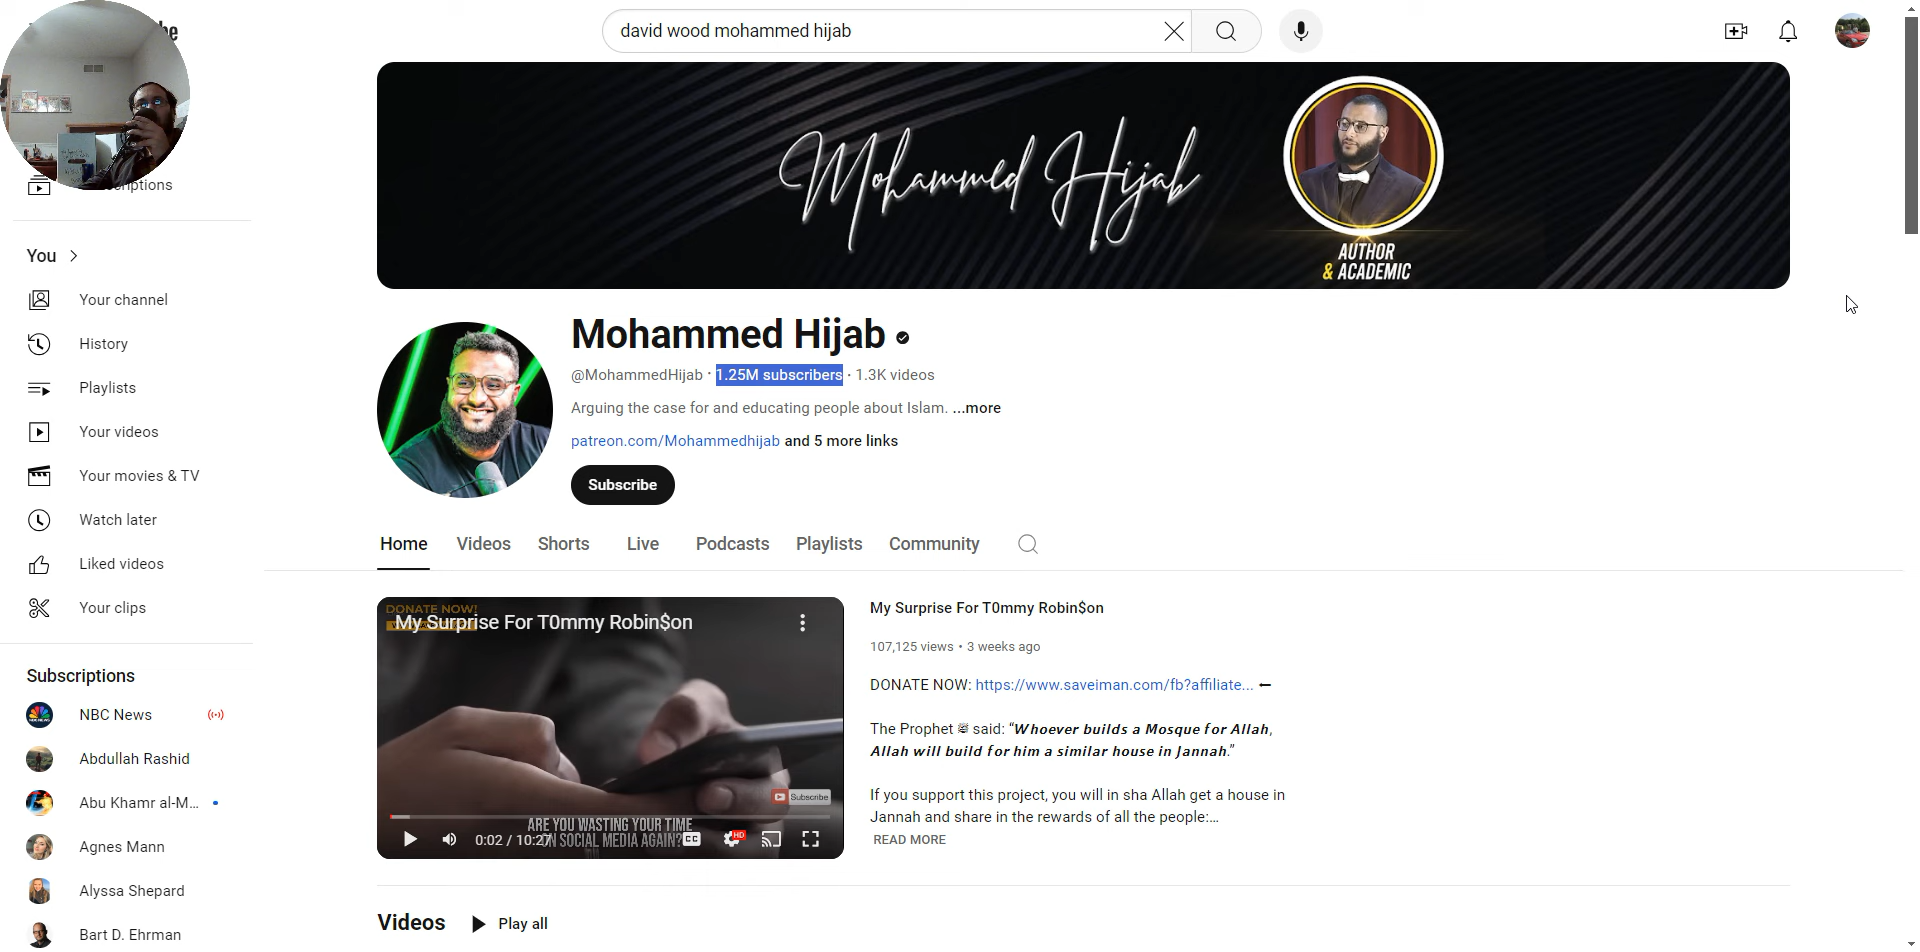 be
david wood mohammed hijab
Mohammed Hijab
AUTHOR
& ACADEMIC
criptions
You
Your channel
History
Playlists
Your videos
Your movies & TV
Watch later
Liked videos
Your clips
Subscriptions
NBC News
Abdullah Rashid
Abu Khamr al-M...
Agnes Mann
Alyssa Shepard
Bart D. Ehrman
Mohammed Hijab
@MohammedHijab · 1.25M subscribers · 1.3K videos
Arguing the case for and educating people about Islam. ...more
patreon.com/Mohammedhijab and 5 more links
Subscribe
Home Videos Shorts Live Podcasts Playlists Community
DONATE NOW!
My Surprise For T0mmy Robin$on
Subscribe
ARE YOU WASTING YOUR TIME
ON SOCIAL MEDIA AGAIN?
0:02 / 10:27
CC
HD
My Surprise For T0mmy Robin$on
107,125 views • 3 weeks ago
DONATE NOW: https://www.saveiman.com/fb?affiliate...
The Prophet ﷺ said: "Whoever builds a Mosque for Allah,
Allah will build for him a similar house in Jannah."
If you support this project, you will in sha Allah get a house in
Jannah and share in the rewards of all the people:...
READ MORE
Videos Play all